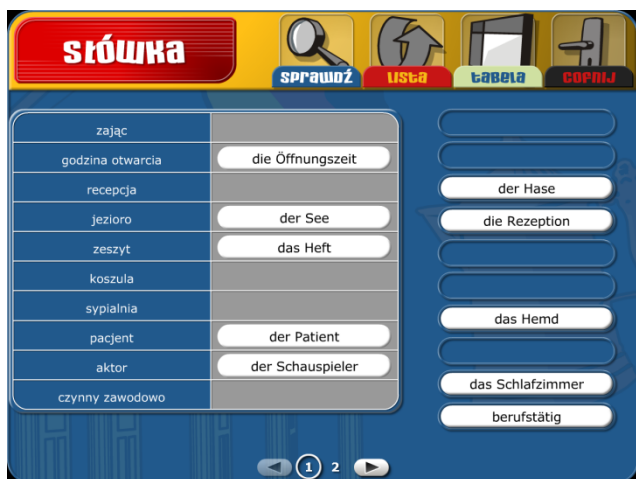 słówka
sprawdź
lista
tabela
cofnij
zając
godzina otwarcia die Öffnungszeit
recepcja
jezioro der See
zeszyt das Heft
koszula
sypialnia
pacjent der Patient
aktor der Schauspieler
czynny zawodowo
der Hase
die Rezeption
das Hemd
das Schlafzimmer
berufstätig
1 2